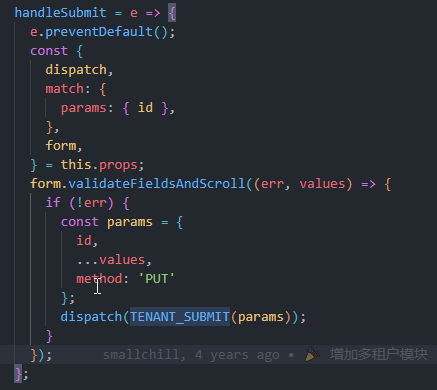 handleSubmit = e => {
  e.preventDefault();
  const {
    dispatch,
    match: {
      params: { id },
    },
    form,
  } = this.props;
  form.validateFieldsAndScroll((err, values) => {
    if (!err) {
      const params = {
        id,
        ...values,
        method: 'PUT'
      };
      dispatch(TENANT_SUBMIT(params));
    }
  });        smallchill, 4 years ago • 🎉 增加多租户模块
};